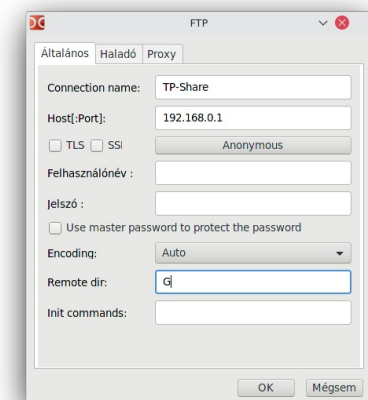 FTP
Általános Haladó Proxy
Connection name: TP-Share
Host[:Port]: 192.168.0.1
TLS SSl Anonymous
Felhasználónév :
Jelszó :
Use master password to protect the password
Encoding: Auto
Remote dir: G
Init commands:
OK Mégsem